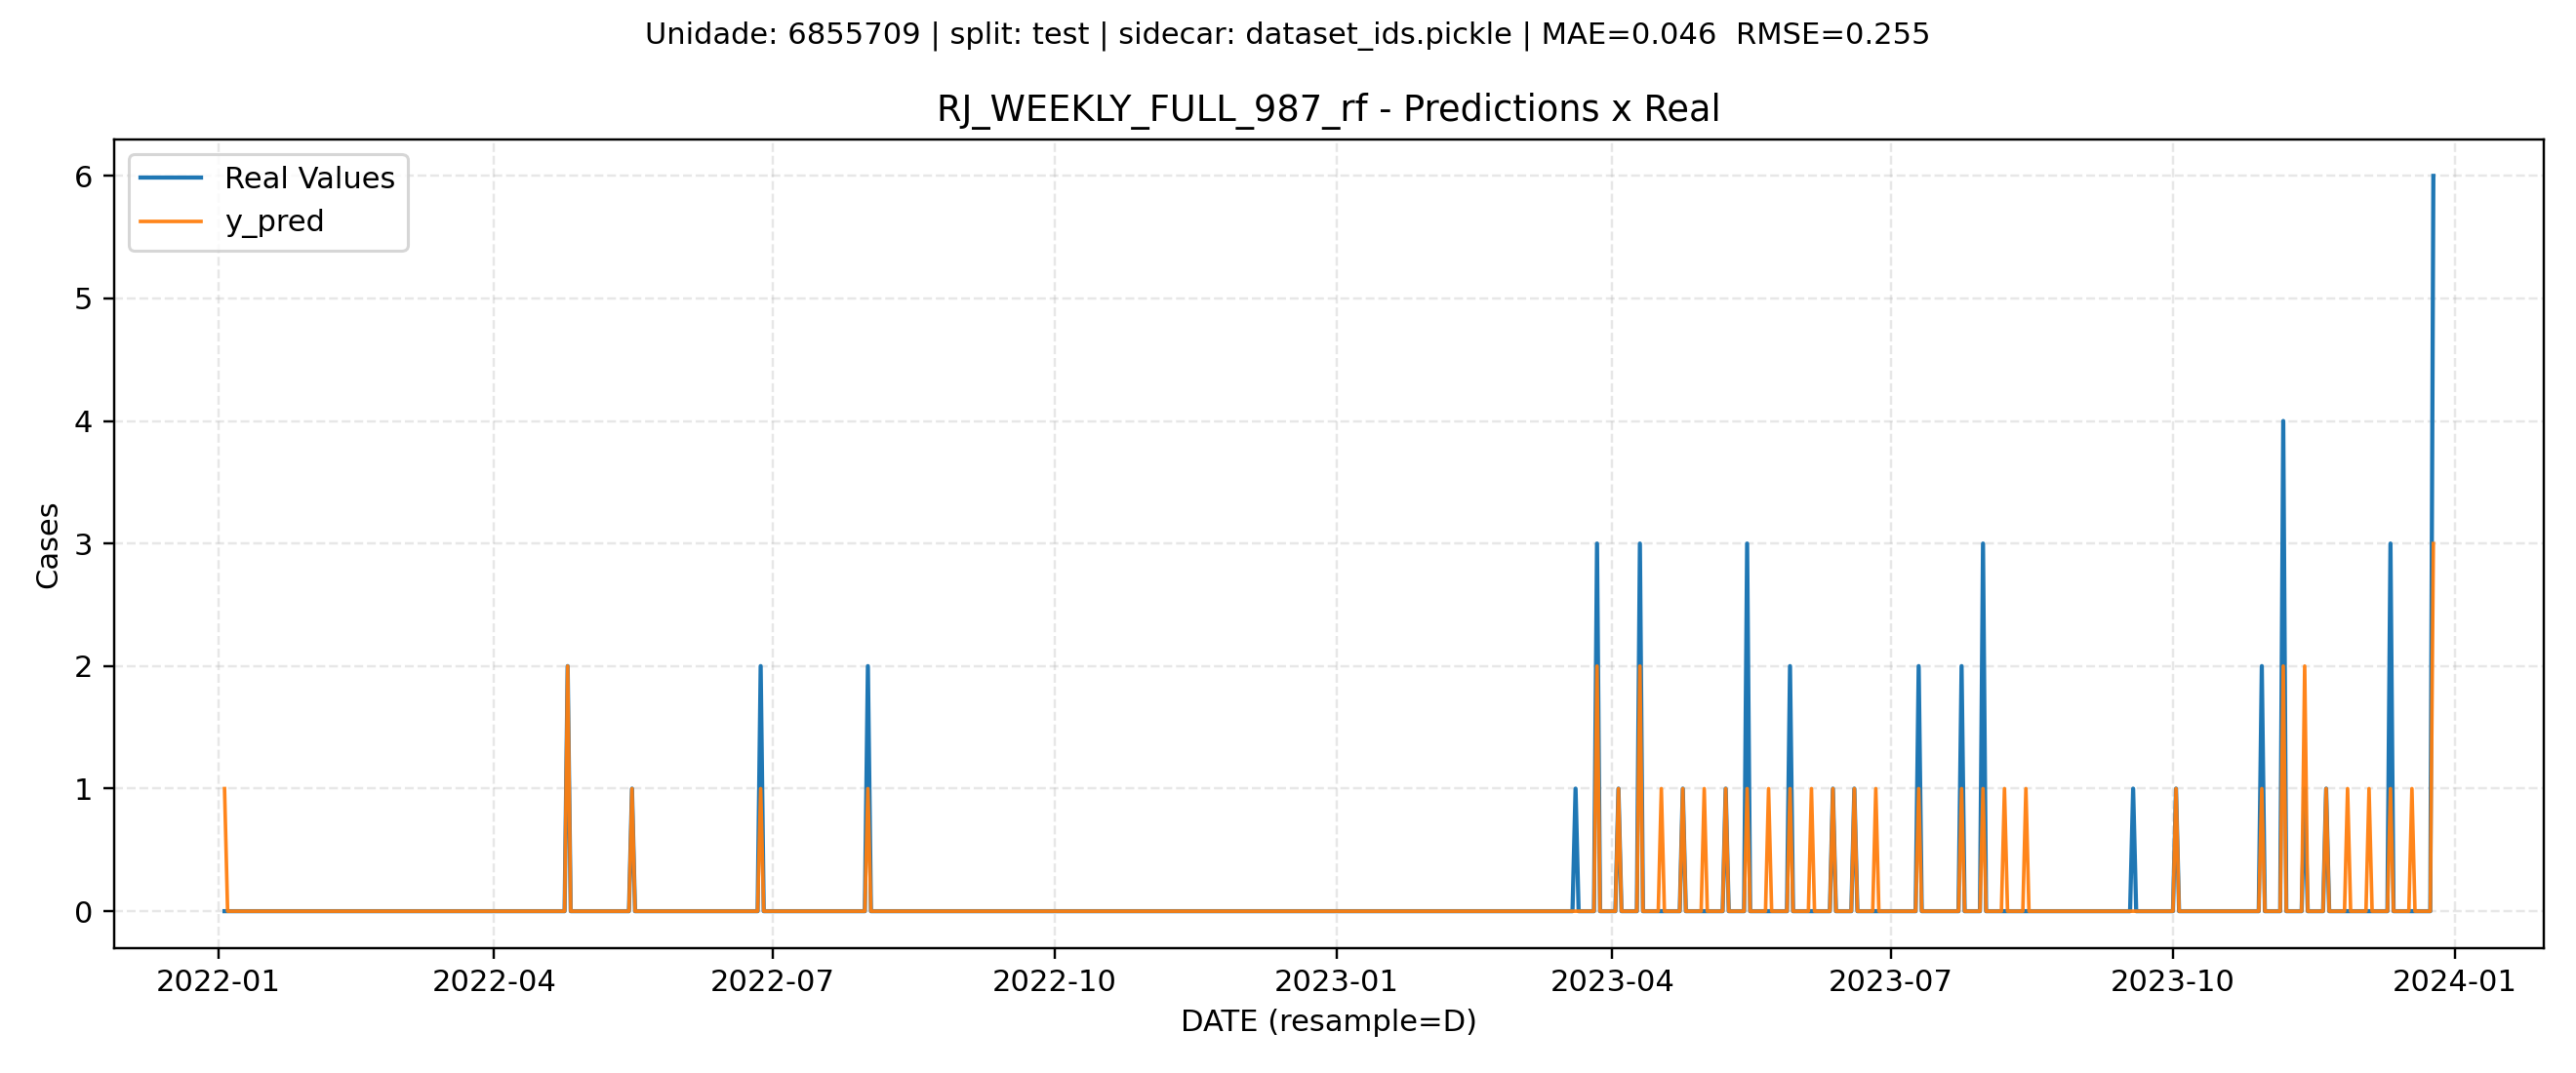 Unidade: 6855709 | split: test | sidecar: dataset_ids.pickle | MAE=0.046  RMSE=0.255
RJ_WEEKLY_FULL_987_rf - Predictions x Real
Real Values
y_pred
6
5
4
3
2
1
0
Cases
2022-01
2022-04
2022-07
2022-10
2023-01
2023-04
2023-07
2023-10
2024-01
DATE (resample=D)